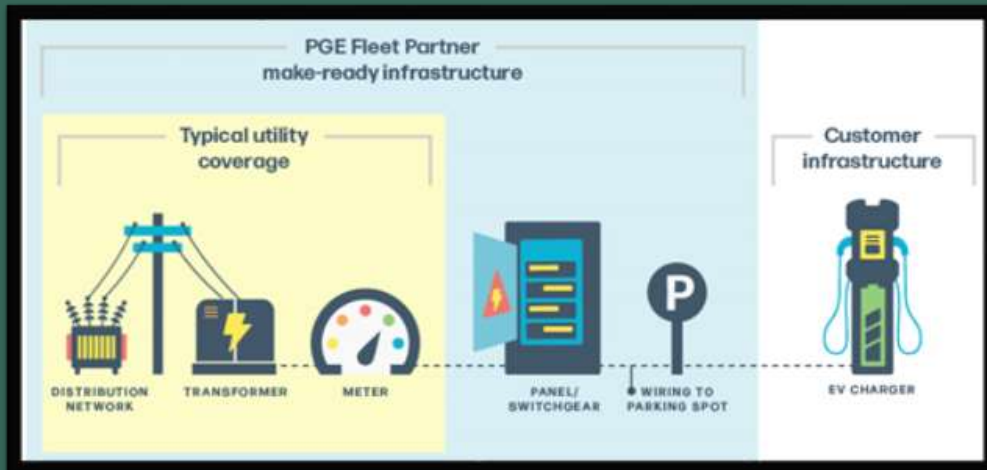 PGE Fleet Partner
make-ready infrastructure
Typical utility
coverage
Customer
infrastructure
P
DISTRIBUTION
NETWORK
TRANSFORMER
METER
PANEL/
SWITCHGEAR
WIRING TO
PARKING SPOT
EV CHARGER